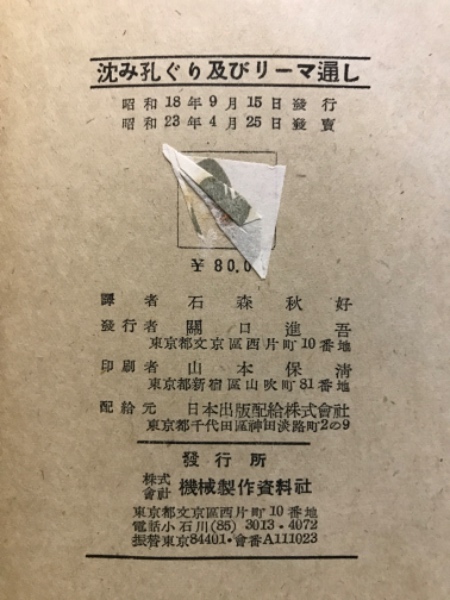 沈み孔ぐり及びリーマ通し
昭和18年9月15日發行
昭和23年4月25日發賣
¥80.0
譯者 石森秋好
發行者 關口進吾
東京都文京區西片町10番地
印刷者 山本保淸
東京都新宿區山吹町81番地
配給元 日本出版配給株式會社
東京都千代田區神田淡路町2の9
發行所
株式會社 機械製作資料社
東京都文京區西片町10番地
電話小石川(85)3013・4072
振替東京84401・會番A111023